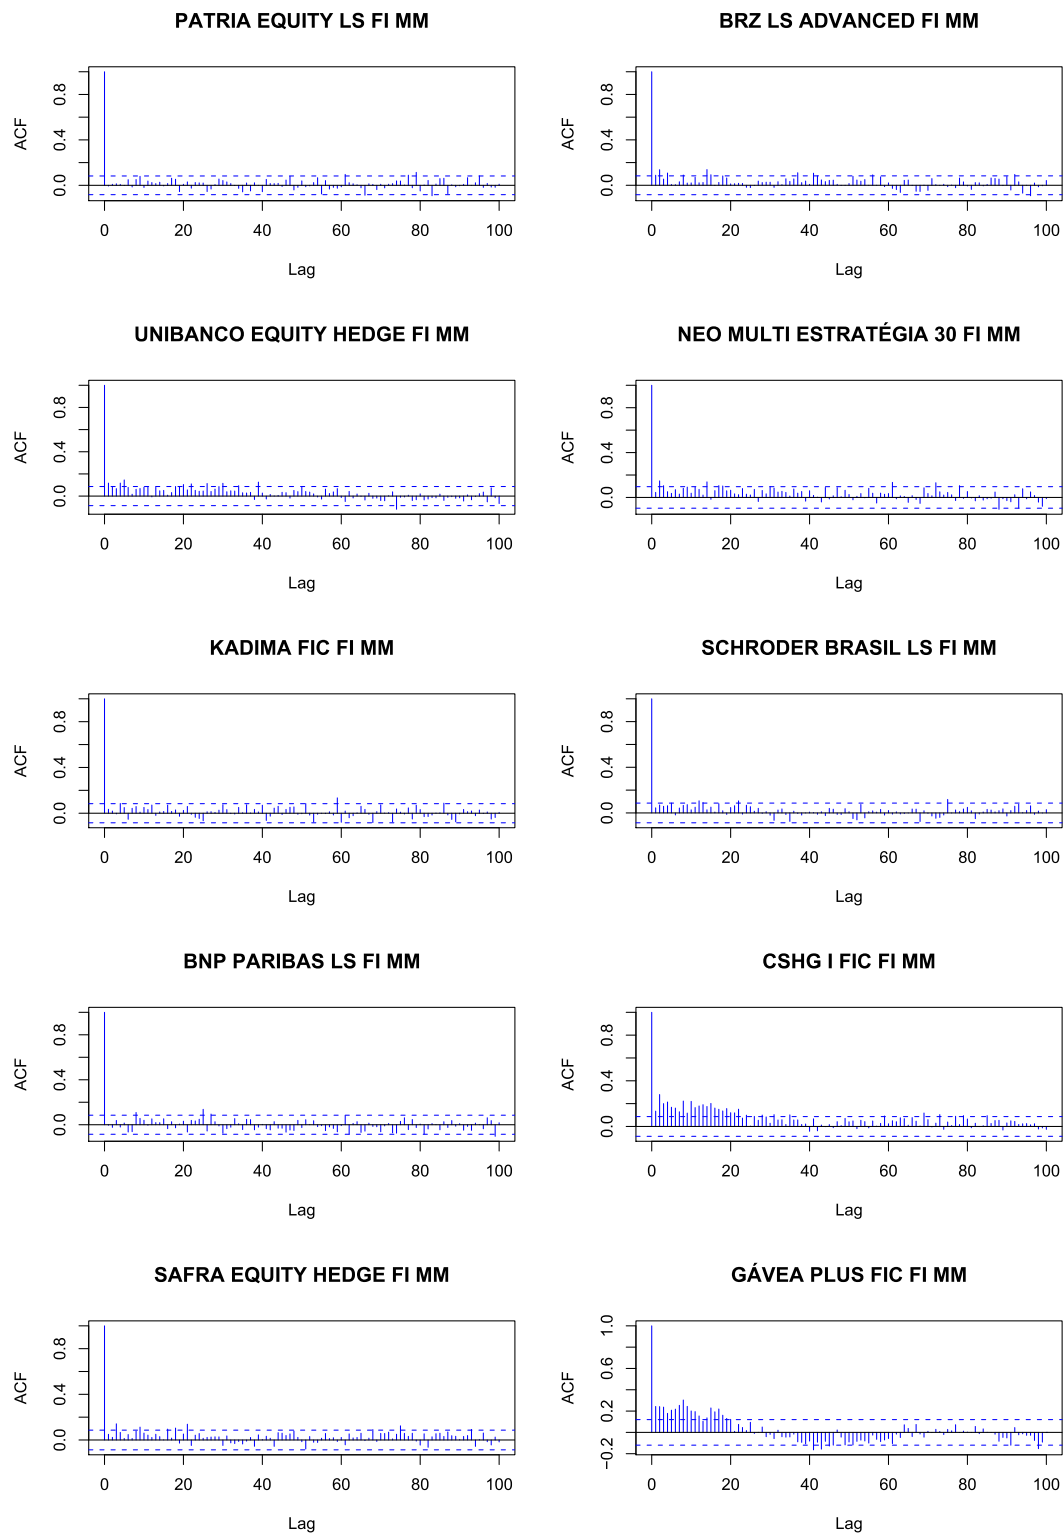 PATRIA EQUITY LS FI MM
ACF
0.0 0.4 0.8
0 20 40 60 80 100
Lag
BRZ LS ADVANCED FI MM
ACF
0.0 0.4 0.8
0 20 40 60 80 100
Lag
UNIBANCO EQUITY HEDGE FI MM
ACF
0.0 0.4 0.8
0 20 40 60 80 100
Lag
NEO MULTI ESTRATÉGIA 30 FI MM
ACF
0.0 0.4 0.8
0 20 40 60 80 100
Lag
KADIMA FIC FI MM
ACF
0.0 0.4 0.8
0 20 40 60 80 100
Lag
SCHRODER BRASIL LS FI MM
ACF
0.0 0.4 0.8
0 20 40 60 80 100
Lag
BNP PARIBAS LS FI MM
ACF
0.0 0.4 0.8
0 20 40 60 80 100
Lag
CSHG I FIC FI MM
ACF
0.0 0.4 0.8
0 20 40 60 80 100
Lag
SAFRA EQUITY HEDGE FI MM
ACF
0.0 0.4 0.8
0 20 40 60 80 100
Lag
GÁVEA PLUS FIC FI MM
ACF
−0.2 0.2 0.6 1.0
0 20 40 60 80 100
Lag